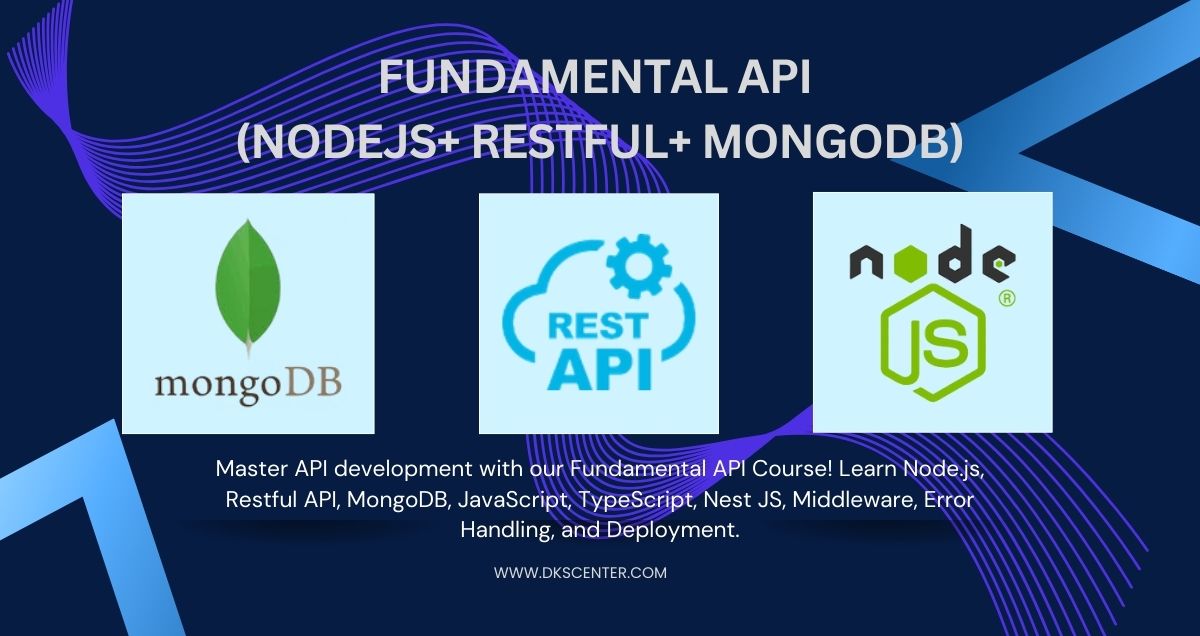 FUNDAMENTAL API
(NODEJS+ RESTFUL+ MONGODB)
mongoDB
REST
API
node
®
JS
Master API development with our Fundamental API Course! Learn Node.js,
Restful API, MongoDB, JavaScript, TypeScript, Nest JS, Middleware, Error
Handling, and Deployment.
WWW.DKSCENTER.COM